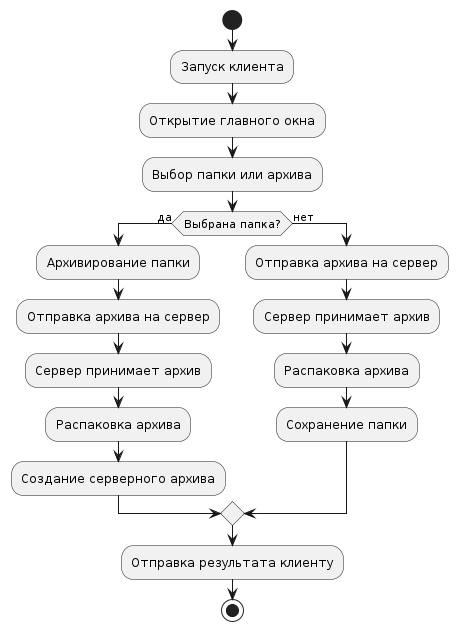 Запуск клиента
Открытие главного окна
Выбор папки или архива
Выбрана папка?
да
Архивирование папки
Отправка архива на сервер
Сервер принимает архив
Распаковка архива
Создание серверного архива
нет
Отправка архива на сервер
Сервер принимает архив
Распаковка архива
Сохранение папки
Отправка результата клиенту